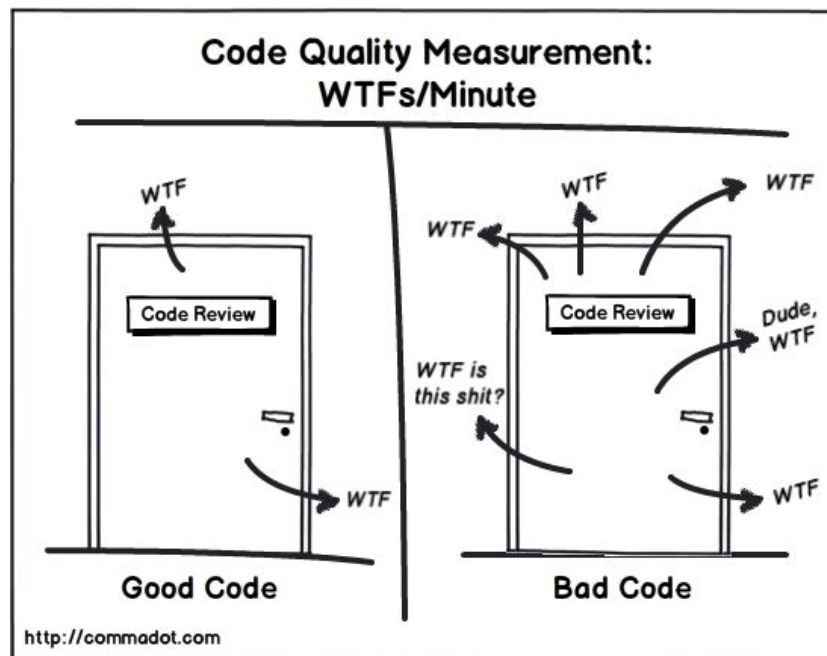 Code Quality Measurement:
WTFs/Minute
WTF
Code Review
WTF
Good Code
WTF
WTF
WTF
Code Review
Dude,
WTF
WTF is
this shit?
WTF
Bad Code
http://commadot.com